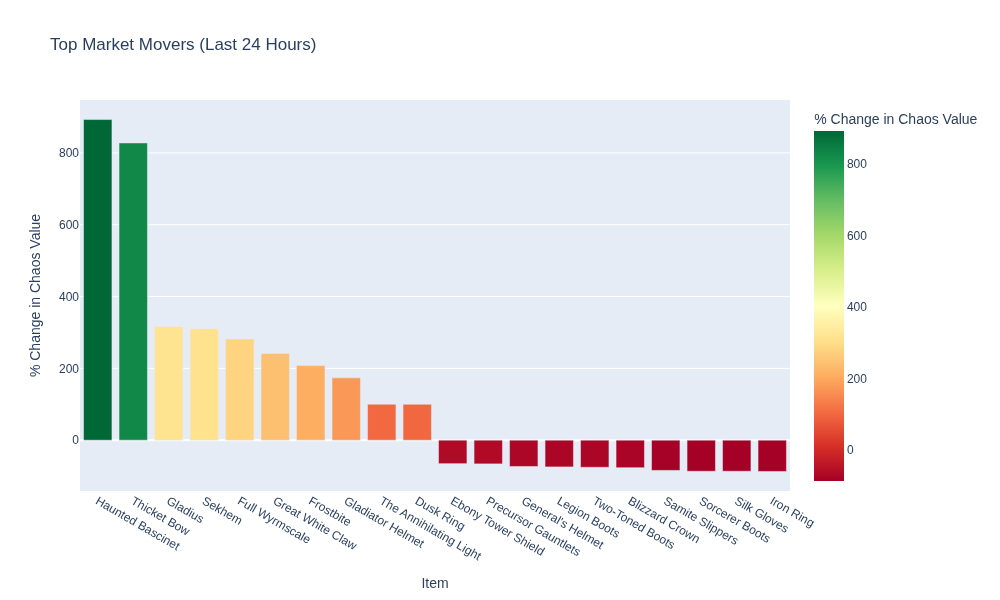 Top Market Movers (Last 24 Hours)
% Change in Chaos Value
800
600
400
200
0
% Change in Chaos Value
800
600
400
200
0
Haunted Bascinet
Thicket Bow
Gladius
Sekhem
Full Wyrmscale
Great White Claw
Frostbite
Gladiator Helmet
The Annihilating Light
Dusk Ring
Ebony Tower Shield
Precursor Gauntlets
General's Helmet
Legion Boots
Two-Toned Boots
Blizzard Crown
Samite Slippers
Sorcerer Boots
Silk Gloves
Iron Ring
Item